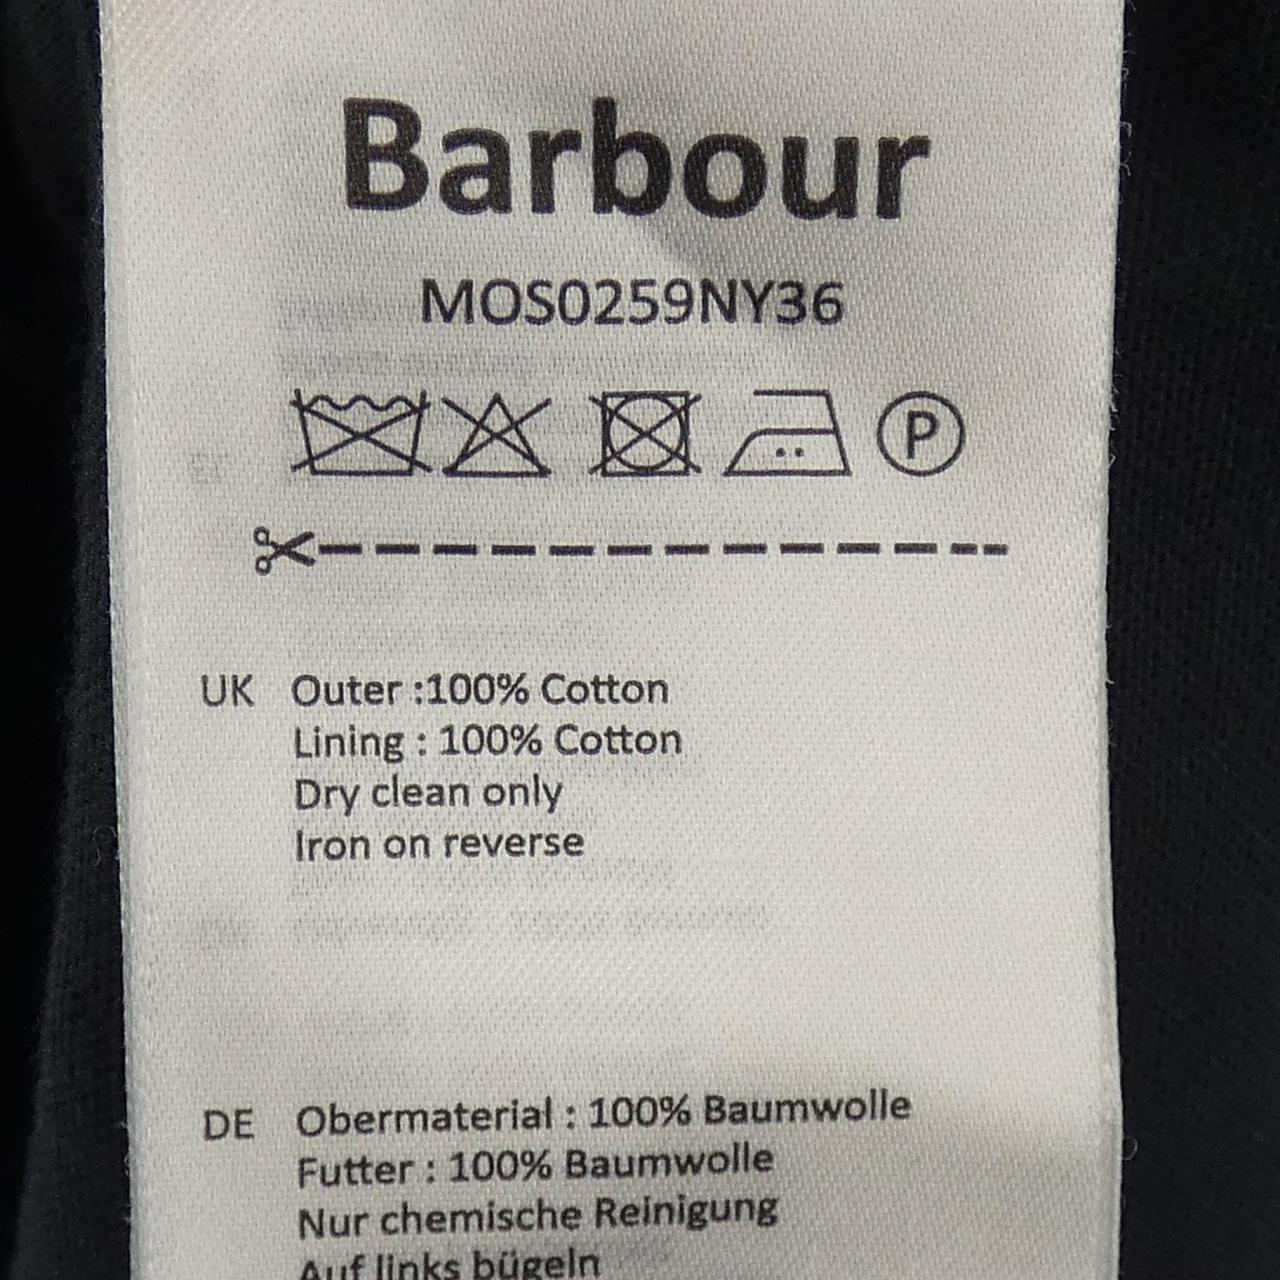 Barbour
MOS0259NY36
P
UK Outer :100% Cotton
Lining : 100% Cotton
Dry clean only
Iron on reverse
DE Obermaterial : 100% Baumwolle
Futter : 100% Baumwolle
Nur chemische Reinigung
Auf links bügeln